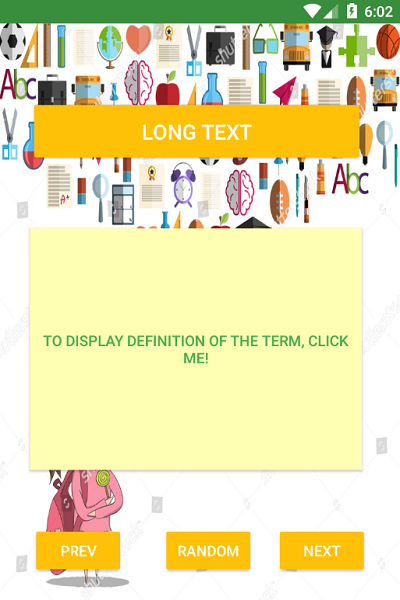 6:02
Abc
LONG TEXT
A+
Abc
TO DISPLAY DEFINITION OF THE TERM, CLICK
ME!
PREV
RANDOM
NEXT